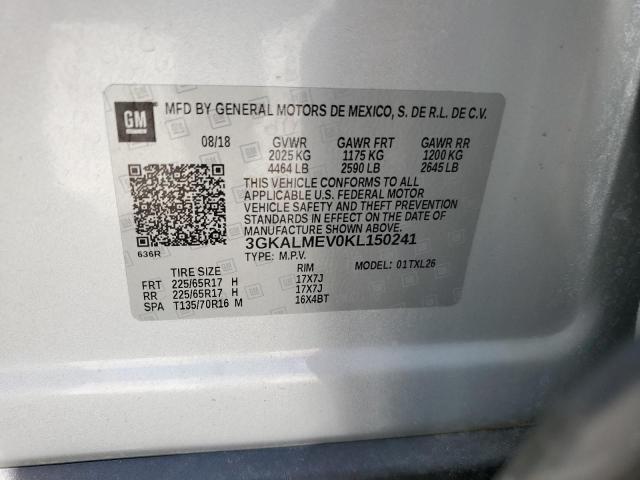 GM
MFD BY GENERAL MOTORS DE MEXICO, S. DE R.L. DE C.V.
08/18 GVWR GAWR FRT GAWR RR
2025 KG 1175 KG 1200 KG
4464 LB 2590 LB 2645 LB
THIS VEHICLE CONFORMS TO ALL
APPLICABLE U.S. FEDERAL MOTOR
VEHICLE SAFETY AND THEFT PREVENTION
STANDARDS IN EFFECT ON THE DATE OF
MANUFACTURE SHOWN ABOVE.
3GKALMEV0KL150241
636R
TYPE: M.P.V. MODEL: 01TXL26
TIRE SIZE RIM
FRT 225/65R17 H 17X7J
RR 225/65R17 H 17X7J
SPA T135/70R16 M 16X4BT